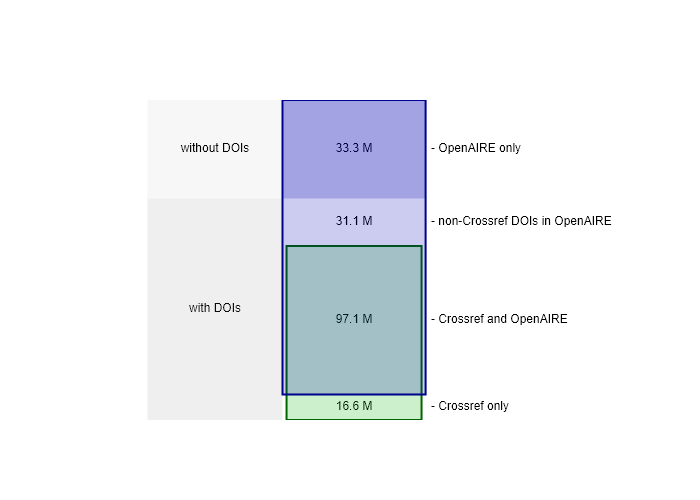 without DOIs 33.3 M - OpenAIRE only
31.1 M - non-Crossref DOIs in OpenAIRE
with DOIs
97.1 M - Crossref and OpenAIRE
16.6 M - Crossref only